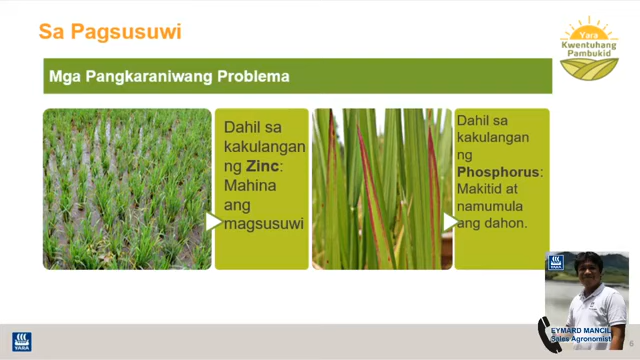 Sa Pagsusuwi
Yara
Kwentuhang
Pambukid
Mga Pangkaraniwang Problema
Dahil sa
kakulangan
ng Zinc:
Mahina
ang
magsusuwi
Dahil sa
kakulangan
ng
Phosphorus:
Makitid at
namumula
ang dahon.
YARA
EYMARD MANCIL
Sales Agronomist
YARA
6